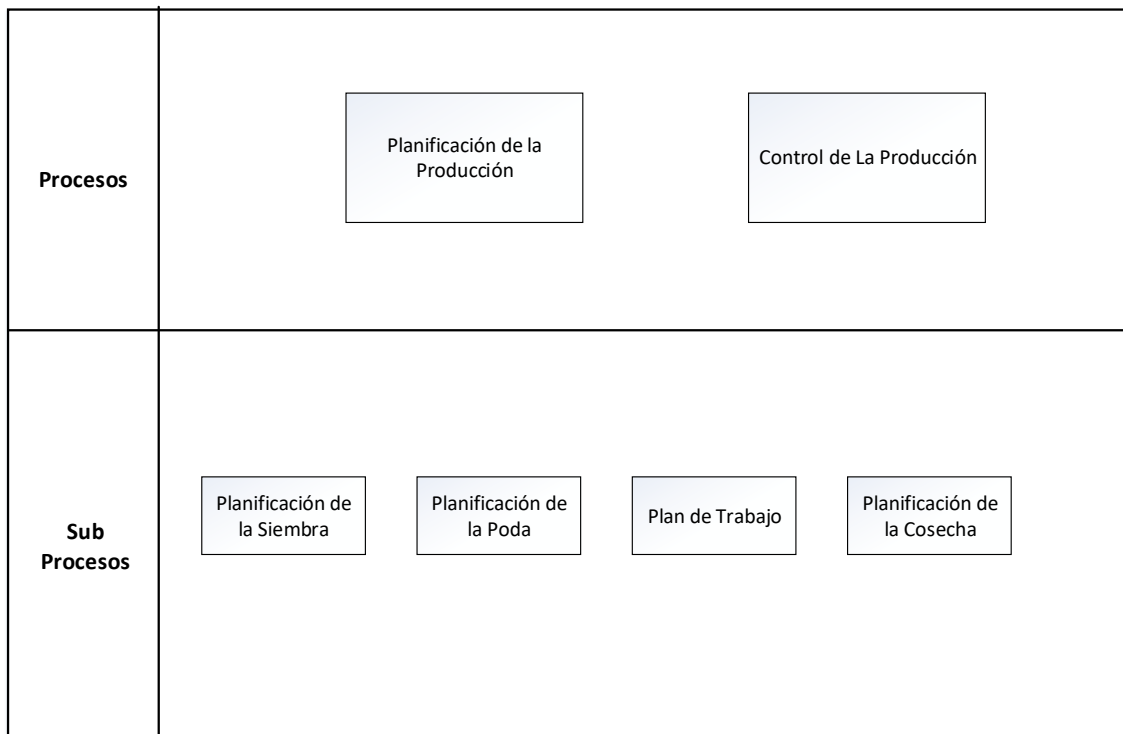 Procesos
Planificación de la
Producción
Control de La Producción
Sub
Procesos
Planificación de
la Siembra
Planificación de
la Poda
Plan de Trabajo
Planificación de
la Cosecha